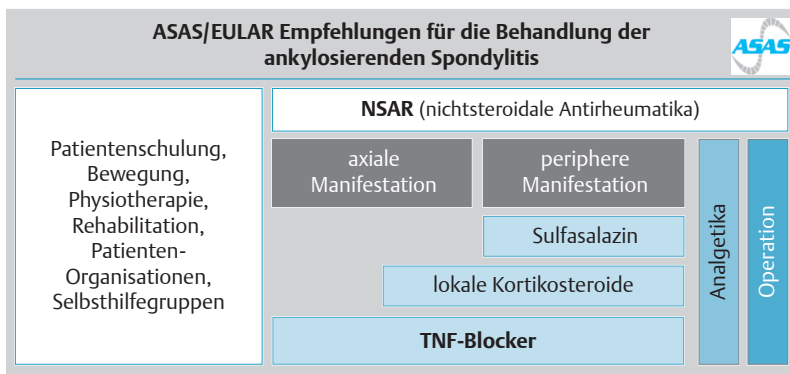 ASAS/EULAR Empfehlungen für die Behandlung der
ankylosierenden Spondylitis
ASAS
Patientenschulung,
Bewegung,
Physiotherapie,
Rehabilitation,
Patienten-
Organisationen,
Selbsthilfegruppen
NSAR (nichtsteroidale Antirheumatika)
axiale
Manifestation
periphere
Manifestation
Sulfasalazin
lokale Kortikosteroide
TNF-Blocker
Analgetika
Operation